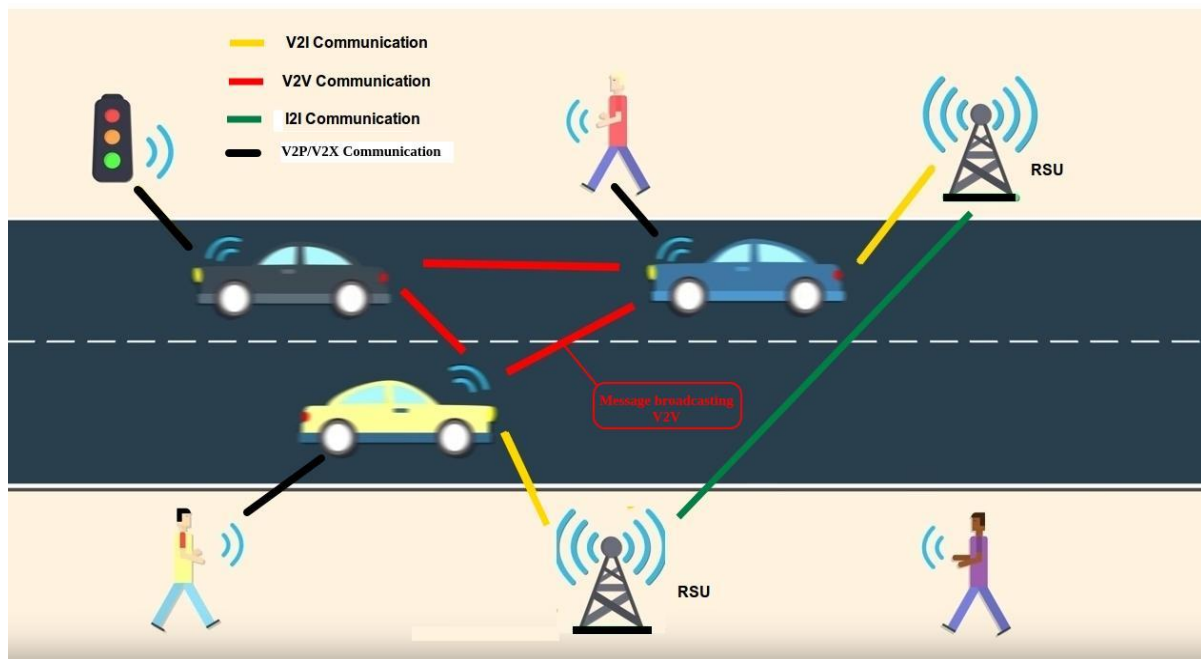 V2I Communication
V2V Communication
I2I Communication
V2P/V2X Communication
RSU
Message broadcasting
V2V
RSU